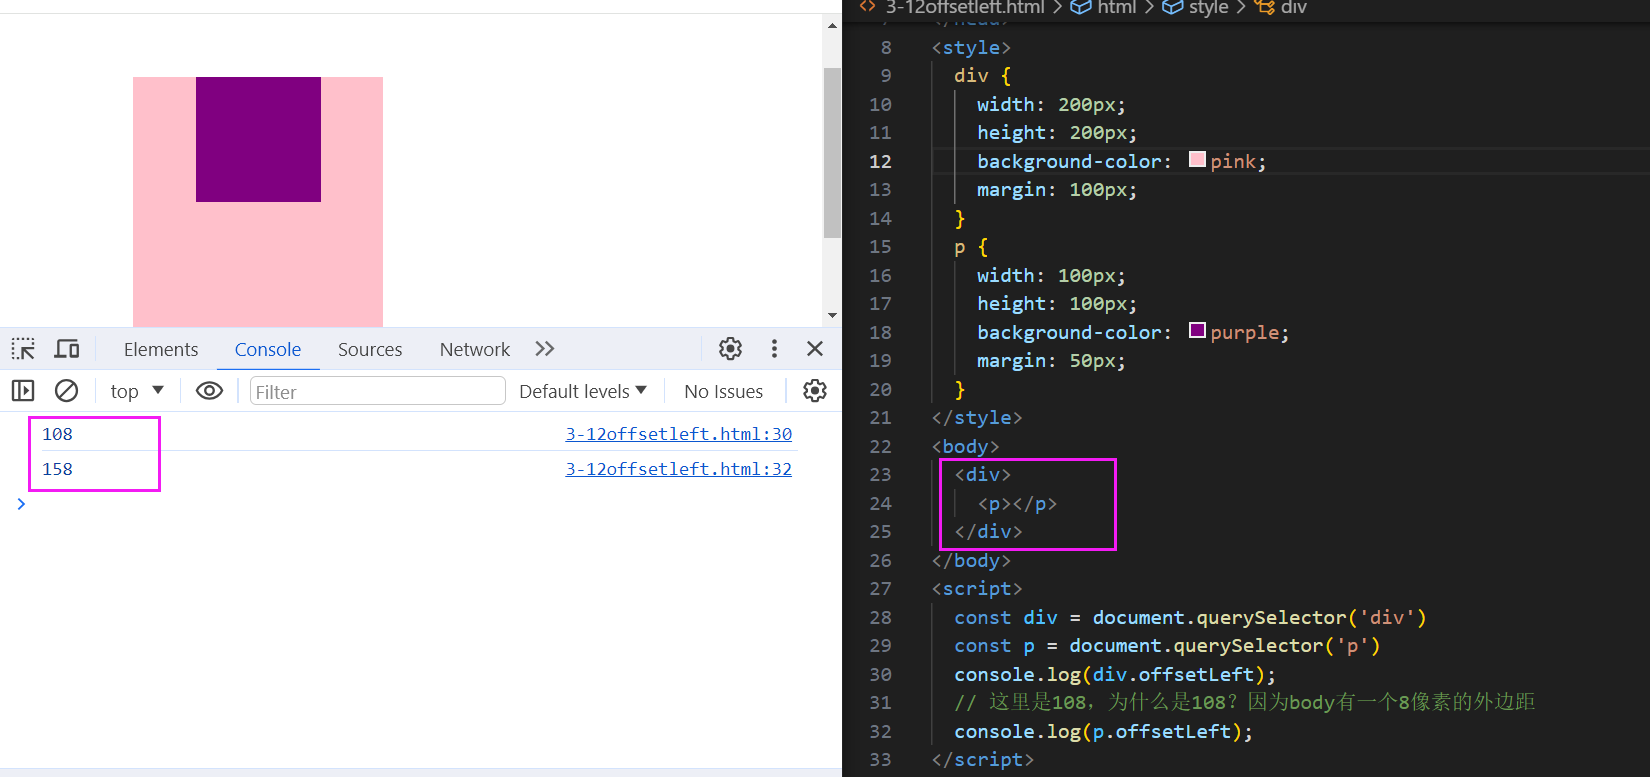 Elements Console Sources Network
top Filter Default levels No Issues
108 3-12offsetleft.html:30
158 3-12offsetleft.html:32
3-12offsetleft.html > html > style > div
</head>
8 <style>
9 div {
10 width: 200px;
11 height: 200px;
12 background-color: pink;
13 margin: 100px;
14 }
15 p {
16 width: 100px;
17 height: 100px;
18 background-color: purple;
19 margin: 50px;
20 }
21 </style>
22 <body>
23 <div>
24 <p></p>
25 </div>
26 </body>
27 <script>
28 const div = document.querySelector('div')
29 const p = document.querySelector('p')
30 console.log(div.offsetLeft);
31 // 这里是108，为什么是108？因为body有一个8像素的外边距
32 console.log(p.offsetLeft);
33 </script>